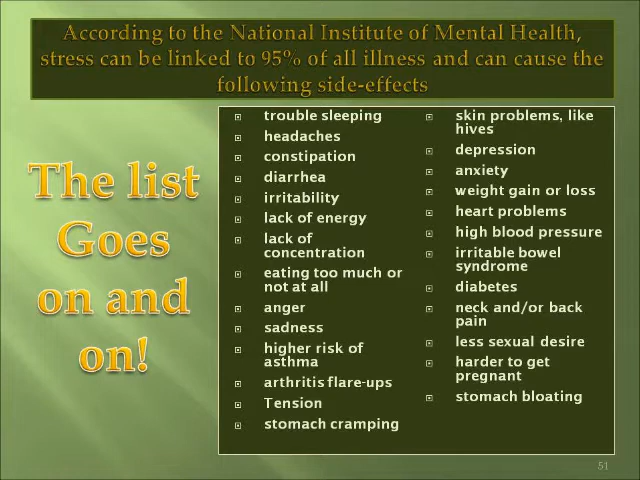 According to the National Institute of Mental Health,
stress can be linked to 95% of all illness and can cause the
following side-effects
The list
Goes
on and
on!
trouble sleeping
headaches
constipation
diarrhea
irritability
lack of energy
lack of
concentration
eating too much or
not at all
anger
sadness
higher risk of
asthma
arthritis flare-ups
Tension
stomach cramping
skin problems, like
hives
depression
anxiety
weight gain or loss
heart problems
high blood pressure
irritable bowel
syndrome
diabetes
neck and/or back
pain
less sexual desire
harder to get
pregnant
stomach bloating
51